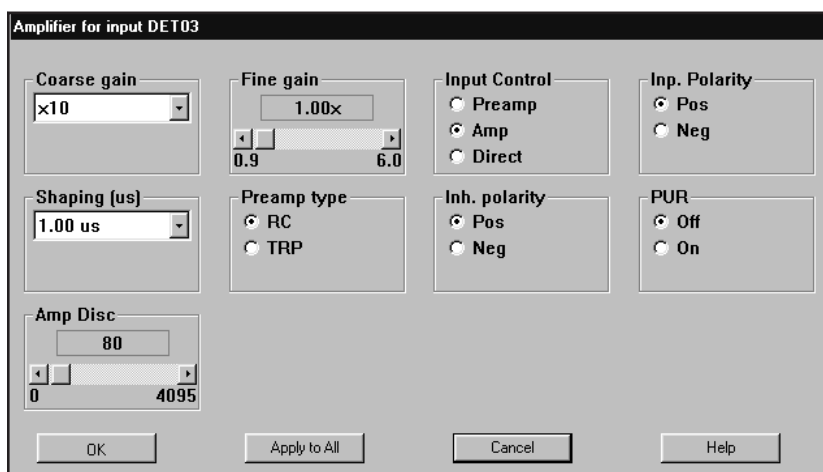 Amplifier for input DET03
Coarse gain
x10
Fine gain
1.00x
0.9 6.0
Input Control
Preamp
Amp
Direct
Inp. Polarity
Pos
Neg
Shaping (us)
1.00 us
Preamp type
RC
TRP
Inh. polarity
Pos
Neg
PUR
Off
On
Amp Disc
80
0 4095
OK Apply to All Cancel Help